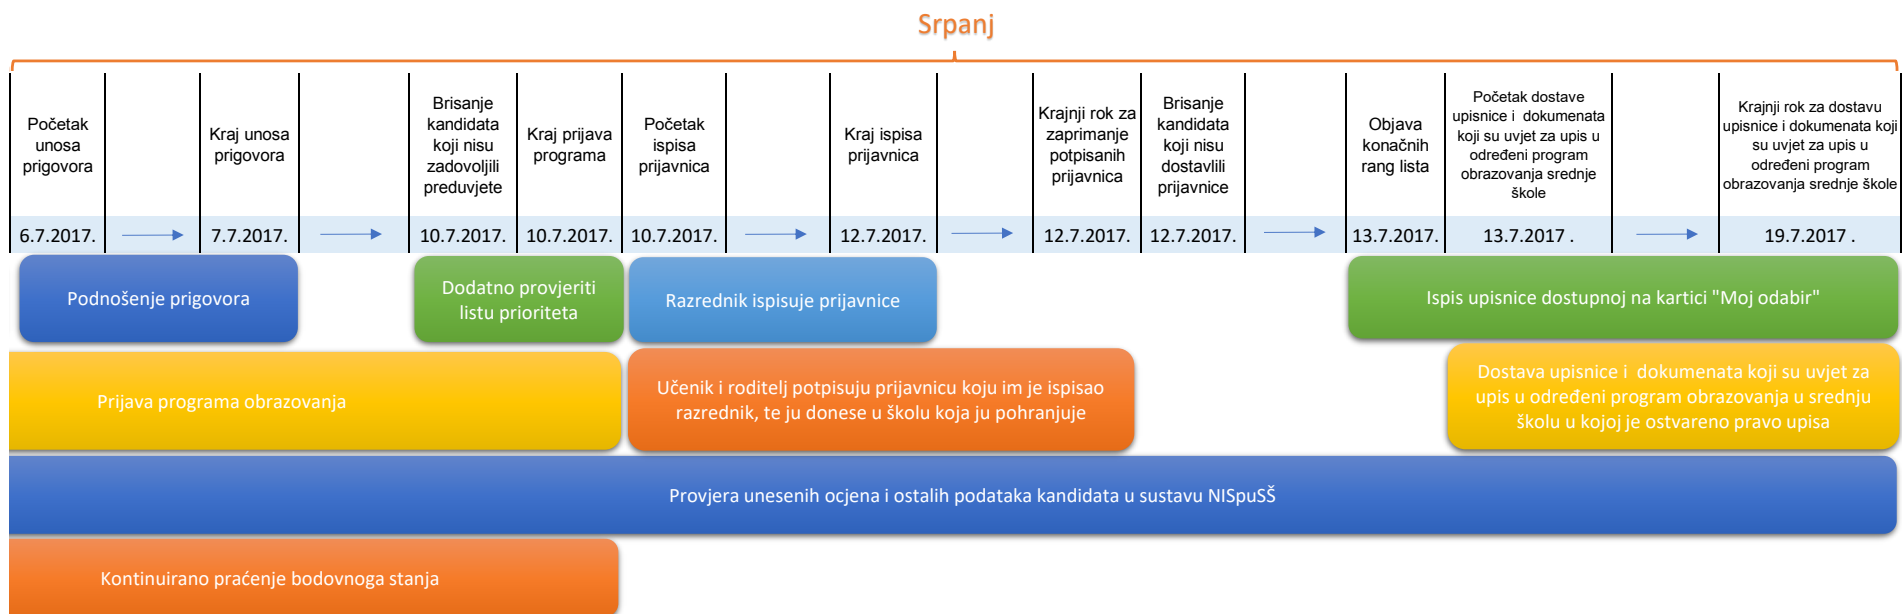 Srpanj
Početak
unosa
prigovora
Kraj unosa
prigovora
Brisanje
kandidata
koji nisu
zadovoljili
preduvjete
Kraj prijava
programa
Početak
ispisa
prijavnica
Kraj ispisa
prijavnica
Krajnji rok za
zaprimanje
potpisanih
prijavnica
Brisanje
kandidata
koji nisu
dostavlili
prijavnice
Objava
konačnih
rang lista
Početak dostave
upisnice i dokumenata
koji su uvjet za upis u
određeni program
obrazovanja srednje
škole
Krajnji rok za dostavu
upisnice i dokumenata koji
su uvjet za upis u
određeni program
obrazovanja srednje škole
6.7.2017.
7.7.2017.
10.7.2017.
10.7.2017.
10.7.2017.
12.7.2017.
12.7.2017.
12.7.2017.
13.7.2017.
13.7.2017 .
19.7.2017 .
Podnošenje prigovora
Dodatno provjeriti
listu prioriteta
Razrednik ispisuje prijavnice
Ispis upisnice dostupnoj na kartici "Moj odabir"
Prijava programa obrazovanja
Učenik i roditelj potpisuju prijavnicu koju im je ispisao
razrednik, te ju donese u školu koja ju pohranjuje
Dostava upisnice i dokumenata koji su uvjet za
upis u određeni program obrazovanja u srednju
školu u kojoj je ostvareno pravo upisa
Provjera unesenih ocjena i ostalih podataka kandidata u sustavu NISpuSŠ
Kontinuirano praćenje bodovnoga stanja